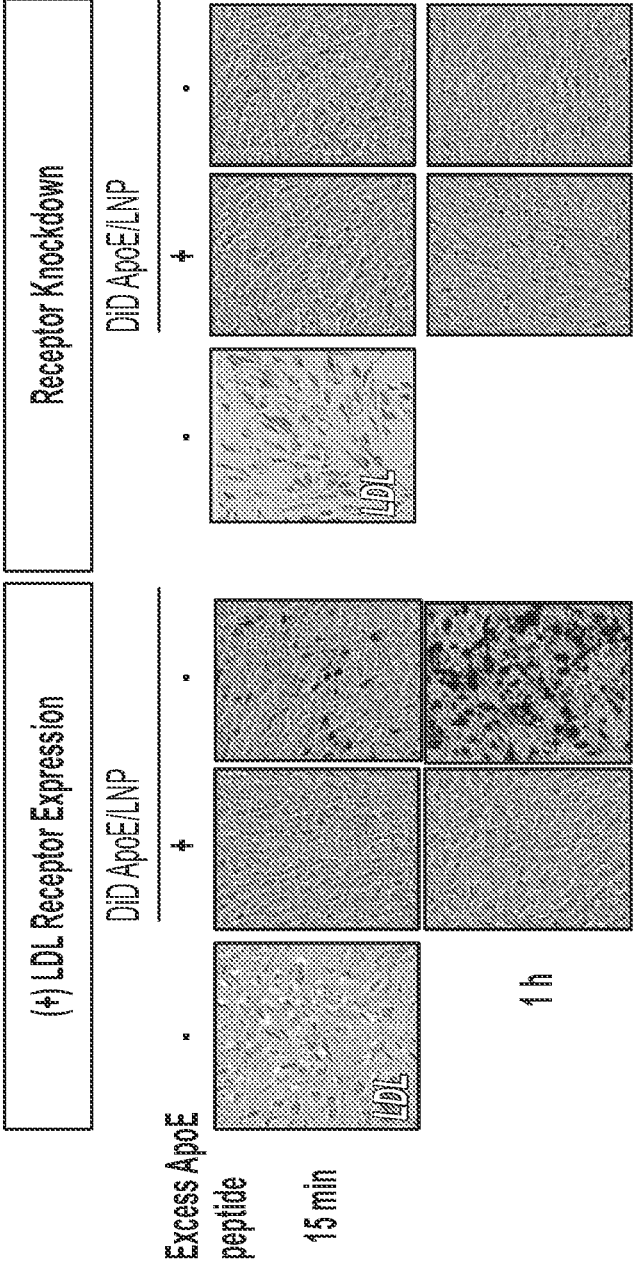 (+) LDL Receptor Expression
Receptor Knockdown
DiD ApoE/LNP
DiD ApoE/LNP
Excess ApoE
peptide
-
+
-
-
+
-
15 min
LDL
LDL
1 h